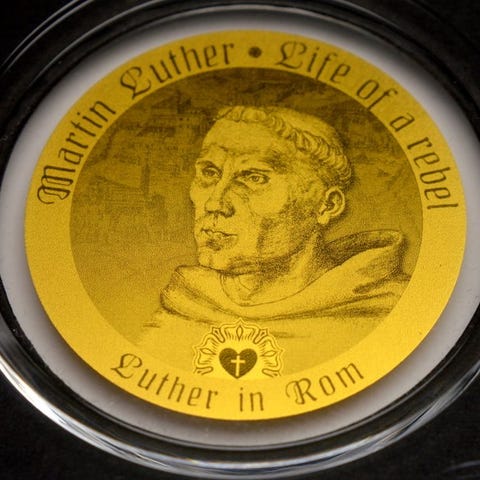 Martin Luther • Life of a rebel
Luther in Rom